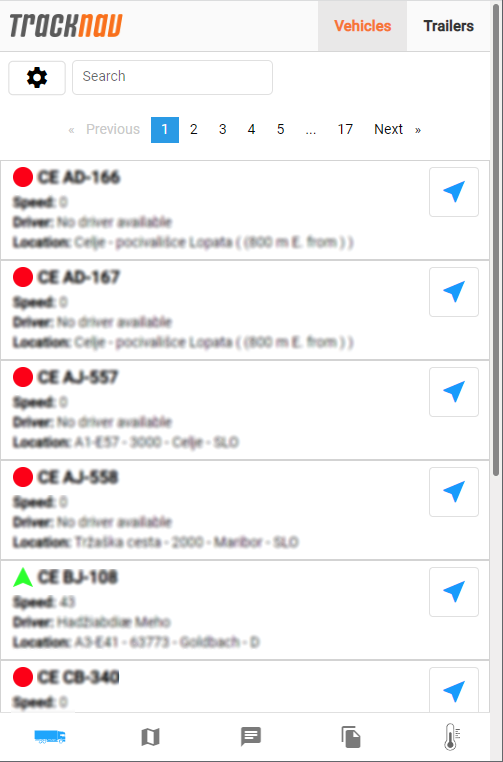 TRACKNAV
Vehicles
Trailers
Search
« Previous 1 2 3 4 5 ... 17 Next »
CE AD-166
Speed: 0
Driver: No driver available
Location: Celje - pocivališce Lopata ( (800 m E. from ) )
CE AD-167
Speed: 0
Driver: No driver available
Location: Celje - pocivališce Lopata ( (800 m E. from ) )
CE AJ-557
Speed: 0
Driver: No driver available
Location: A1-E57 - 3000 - Celje - SLO
CE AJ-558
Speed: 0
Driver: No driver available
Location: Tržaška cesta - 2000 - Maribor - SLO
CE BJ-108
Speed: 43
Driver: Hadžiabdiæ Meho
Location: A3-E41 - 63773 - Goldbach - D
CE CB-340
Speed: 0